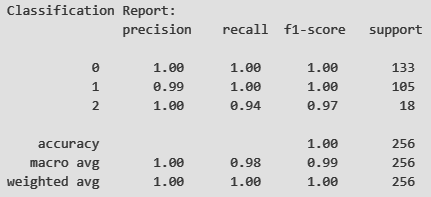 Classification Report:
precision recall f1-score support
0 1.00 1.00 1.00 133
1 0.99 1.00 1.00 105
2 1.00 0.94 0.97 18
accuracy 1.00 256
macro avg 1.00 0.98 0.99 256
weighted avg 1.00 1.00 1.00 256